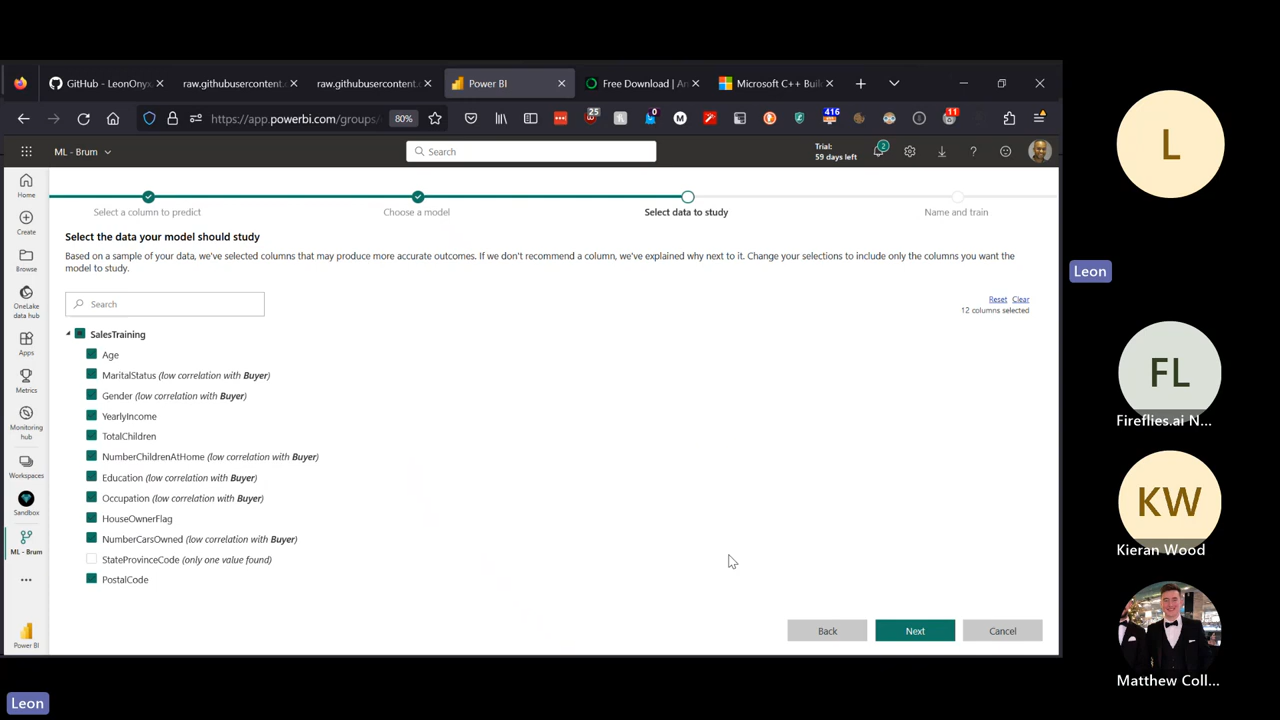 GitHub - LeonOny
raw.githubusercontent.c
raw.githubusercontent.c
Power BI
Free Download | An
Microsoft C++ Buil
https://app.powerbi.com/groups/
80%
25
0
M
416
11
ML - Brum
Search
Trial:
59 days left
2
Home
Create
Browse
OneLake
data hub
Apps
Metrics
Monitoring
hub
Workspaces
Sandbox
ML - Brum
Power BI
Select a column to predict
Choose a model
Select data to study
Name and train
Select the data your model should study
Based on a sample of your data, we've selected columns that may produce more accurate outcomes. If we don't recommend a column, we've explained why next to it. Change your selections to include only the columns you want the
model to study.
Search
Reset Clear
12 columns selected
SalesTraining
Age
MaritalStatus (low correlation with Buyer)
Gender (low correlation with Buyer)
YearlyIncome
TotalChildren
NumberChildrenAtHome (low correlation with Buyer)
Education (low correlation with Buyer)
Occupation (low correlation with Buyer)
HouseOwnerFlag
NumberCarsOwned (low correlation with Buyer)
StateProvinceCode (only one value found)
PostalCode
Back
Next
Cancel
L
Leon
FL
Fireflies.ai N...
KW
Kieran Wood
Matthew Coll...
Leon